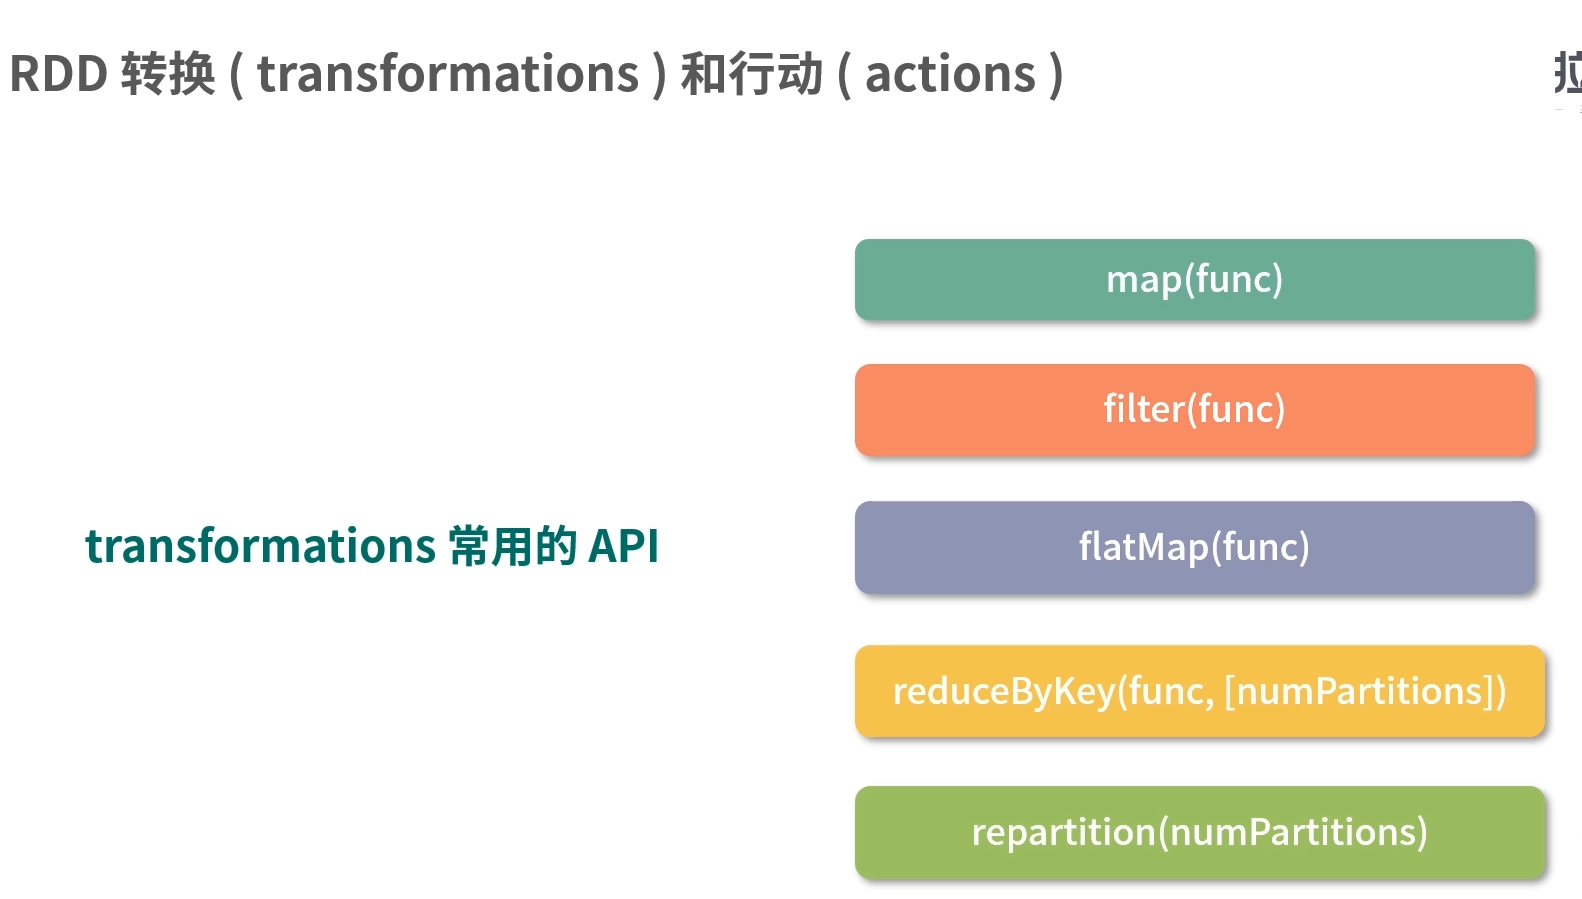 RDD 转换 ( transformations ) 和行动 ( actions )
map(func)
filter(func)
flatMap(func)
transformations 常用的 API
reduceByKey(func, [numPartitions])
repartition(numPartitions)